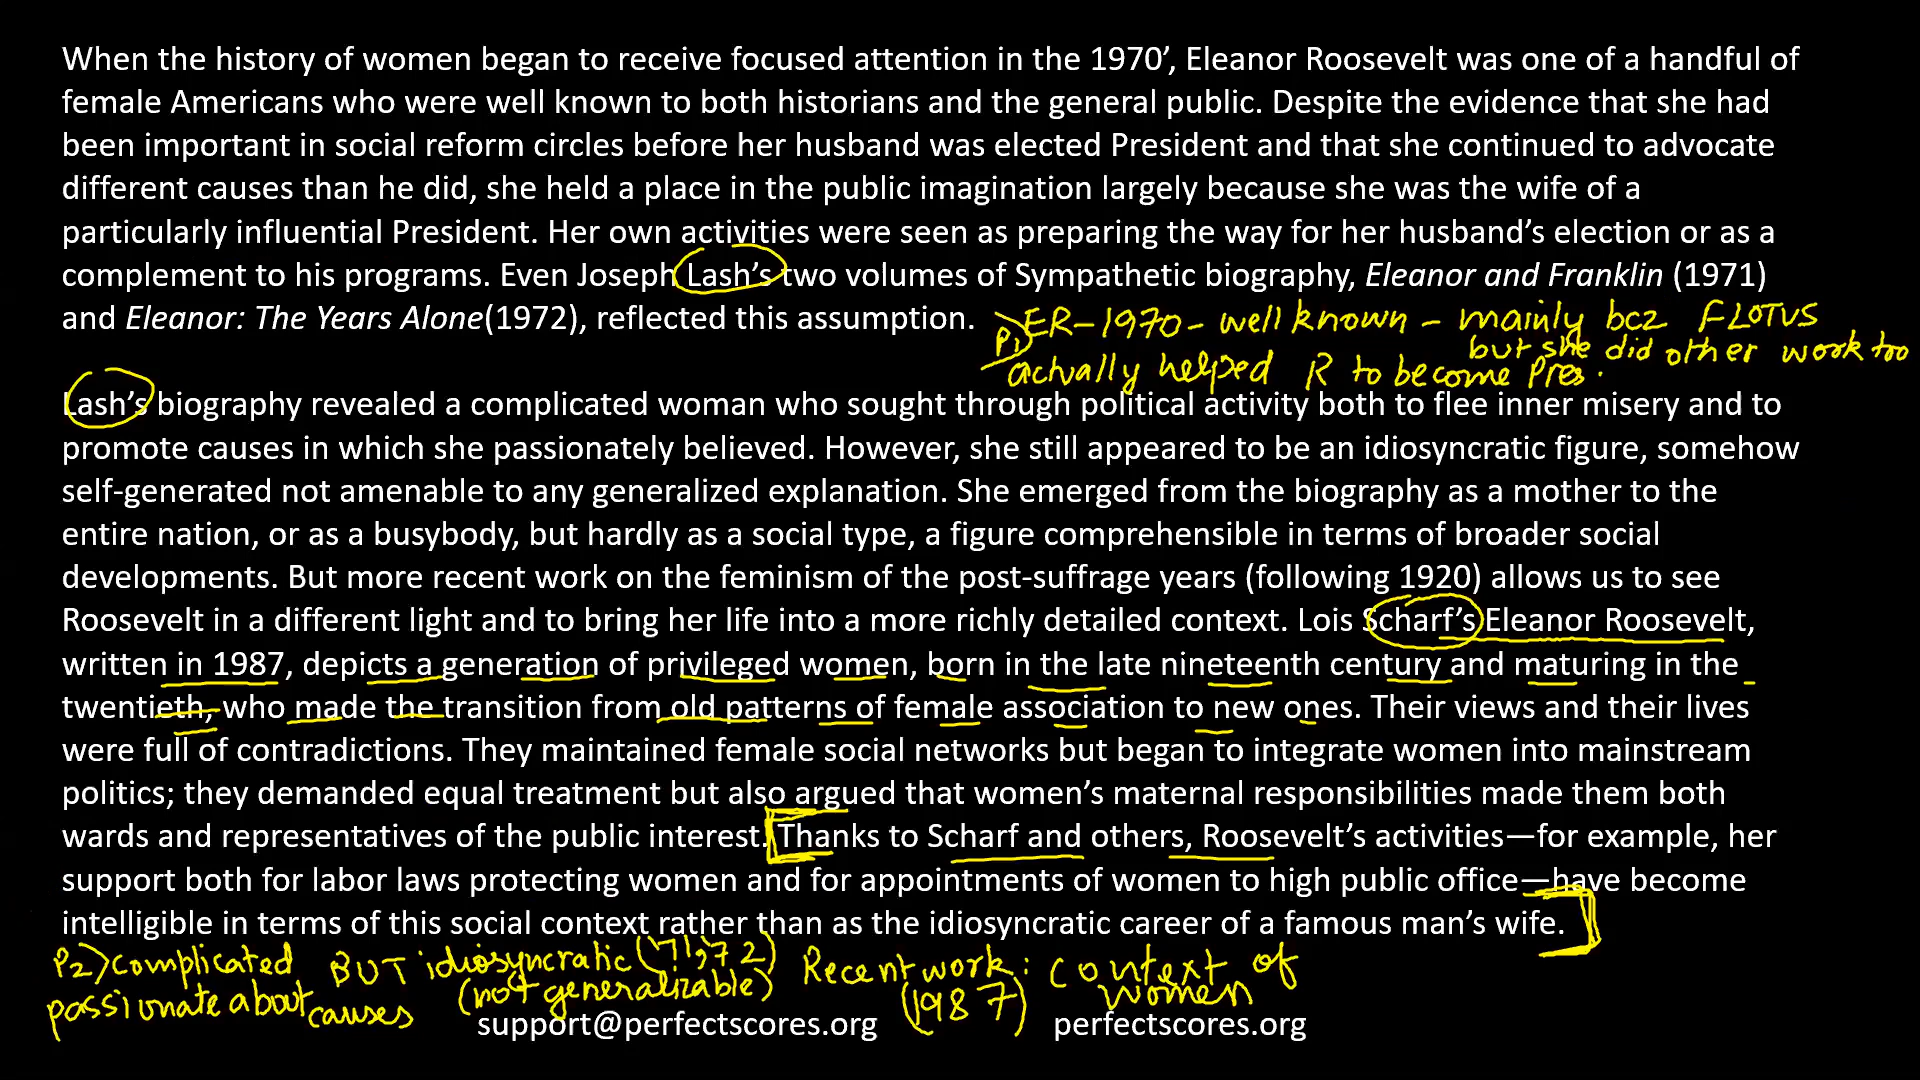 When the history of women began to receive focused attention in the 1970’, Eleanor Roosevelt was one of a handful of
female Americans who were well known to both historians and the general public. Despite the evidence that she had
been important in social reform circles before her husband was elected President and that she continued to advocate
different causes than he did, she held a place in the public imagination largely because she was the wife of a
particularly influential President. Her own activities were seen as preparing the way for her husband’s election or as a
complement to his programs. Even Joseph Lash’s two volumes of Sympathetic biography, Eleanor and Franklin (1971)
and Eleanor: The Years Alone(1972), reflected this assumption.
P1) ER-1970- well known - mainly bcz FLOTUS
but she did other work too
actually helped R to become Pres.
Lash’s biography revealed a complicated woman who sought through political activity both to flee inner misery and to
promote causes in which she passionately believed. However, she still appeared to be an idiosyncratic figure, somehow
self-generated not amenable to any generalized explanation. She emerged from the biography as a mother to the
entire nation, or as a busybody, but hardly as a social type, a figure comprehensible in terms of broader social
developments. But more recent work on the feminism of the post-suffrage years (following 1920) allows us to see
Roosevelt in a different light and to bring her life into a more richly detailed context. Lois Scharf’s Eleanor Roosevelt,
written in 1987, depicts a generation of privileged women, born in the late nineteenth century and maturing in the
twentieth, who made the transition from old patterns of female association to new ones. Their views and their lives
were full of contradictions. They maintained female social networks but began to integrate women into mainstream
politics; they demanded equal treatment but also argued that women’s maternal responsibilities made them both
wards and representatives of the public interest. Thanks to Scharf and others, Roosevelt’s activities—for example, her
support both for labor laws protecting women and for appointments of women to high public office—have become
intelligible in terms of this social context rather than as the idiosyncratic career of a famous man’s wife.
P2) complicated BUT idiosyncratic ('71,'72) Recent work: context of
passionate about causes (not generalizable) (1987) women
support@perfectscores.org perfectscores.org